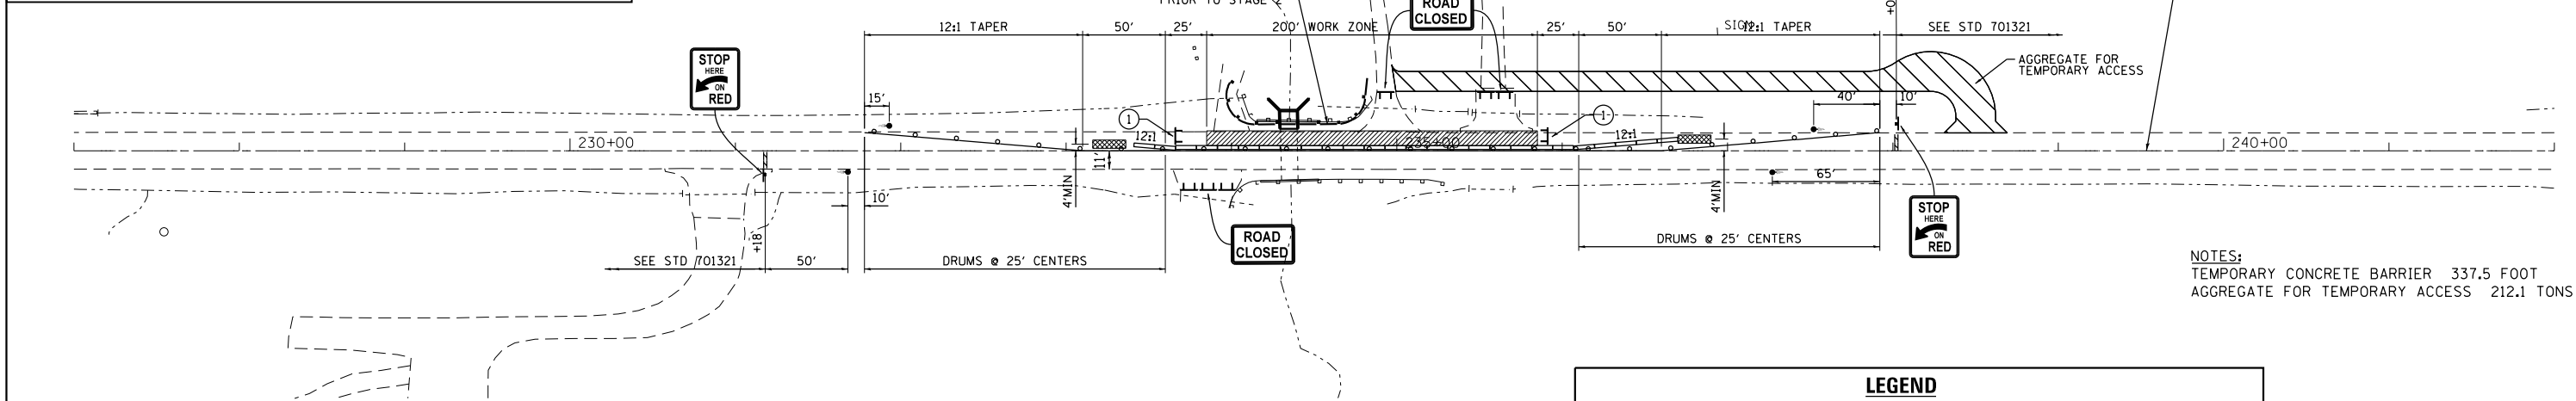 PRIOR TO STAGE 2
ROAD
CLOSED
+0
12:1 TAPER
50'
25'
200' WORK ZONE
25'
50'
SIGN
12:1 TAPER
SEE STD 701321
AGGREGATE FOR
TEMPORARY ACCESS
STOP
HERE
ON
RED
15'
40'
10'
1
1
12:1
12:1
230+00
235+00
240+00
11'
4'MIN
4'MIN
65'
10'
+18
STOP
HERE
ON
RED
ROAD
CLOSED
DRUMS @ 25' CENTERS
SEE STD 701321
50'
DRUMS @ 25' CENTERS
NOTES:
TEMPORARY CONCRETE BARRIER 337.5 FOOT
AGGREGATE FOR TEMPORARY ACCESS 212.1 TONS
LEGEND